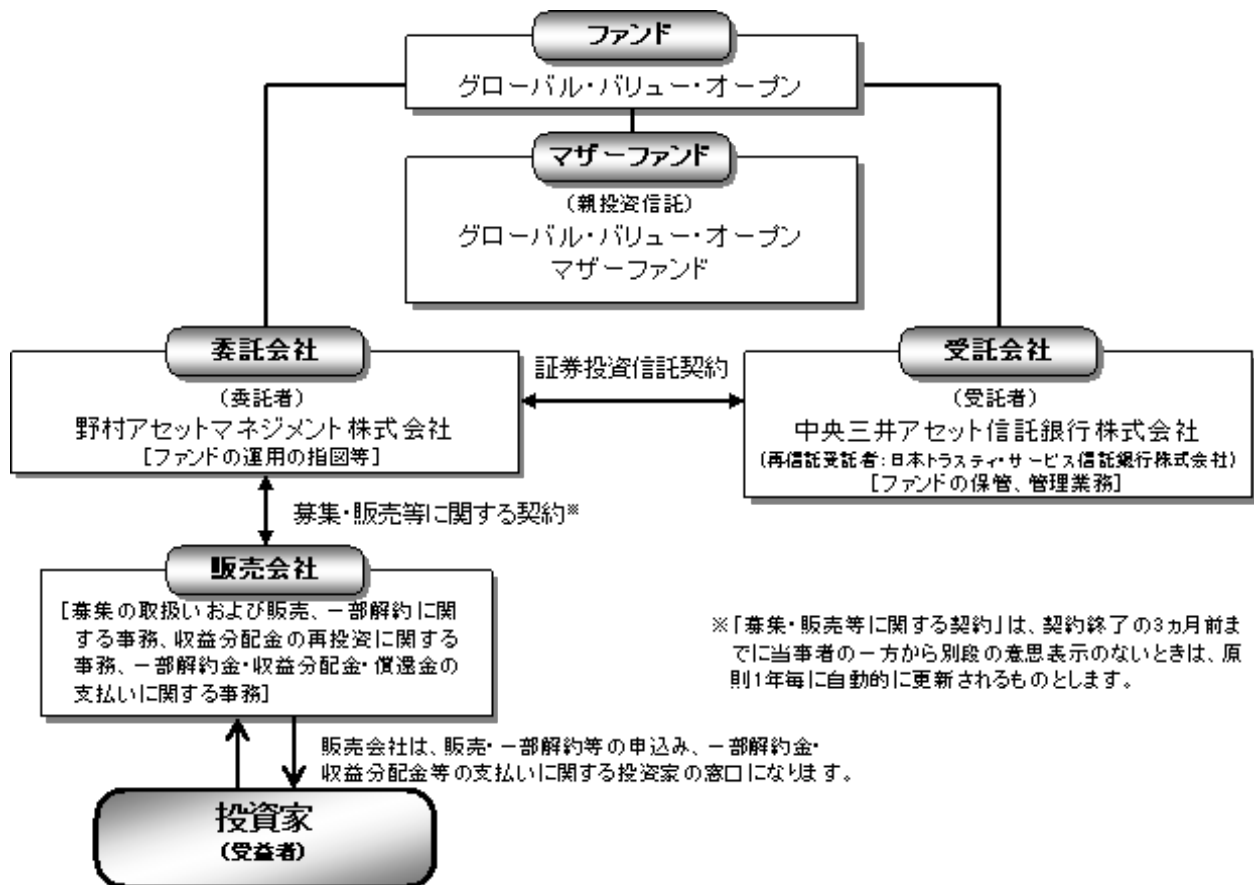 ファンド
グローバル・バリュー・オープン
マザーファンド
(親投資信託)
グローバル・バリュー・オープン
マザーファンド
委託会社
(委託者)
野村アセットマネジメント株式会社
[ファンドの運用の指図等]
証券投資信託契約
受託会社
(受託者)
中央三井アセット信託銀行株式会社
(再信託受託者:日本トラスティ・サービス信託銀行株式会社)
[ファンドの保管、管理業務]
募集・販売等に関する契約※
販売会社
[募集の取扱いおよび販売、一部解約に関
する事務、収益分配金の再投資に関する
事務、一部解約金・収益分配金・償還金の
支払いに関する事務]
※「募集・販売等に関する契約」は、契約終了の3ヵ月前ま
でに当事者の一方から別段の意思表示のないときは、原
則1年毎に自動的に更新されるものとします。
販売会社は、販売・一部解約等の申込み、一部解約金・
収益分配金等の支払いに関する投資家の窓口になります。
投資家
(受益者)